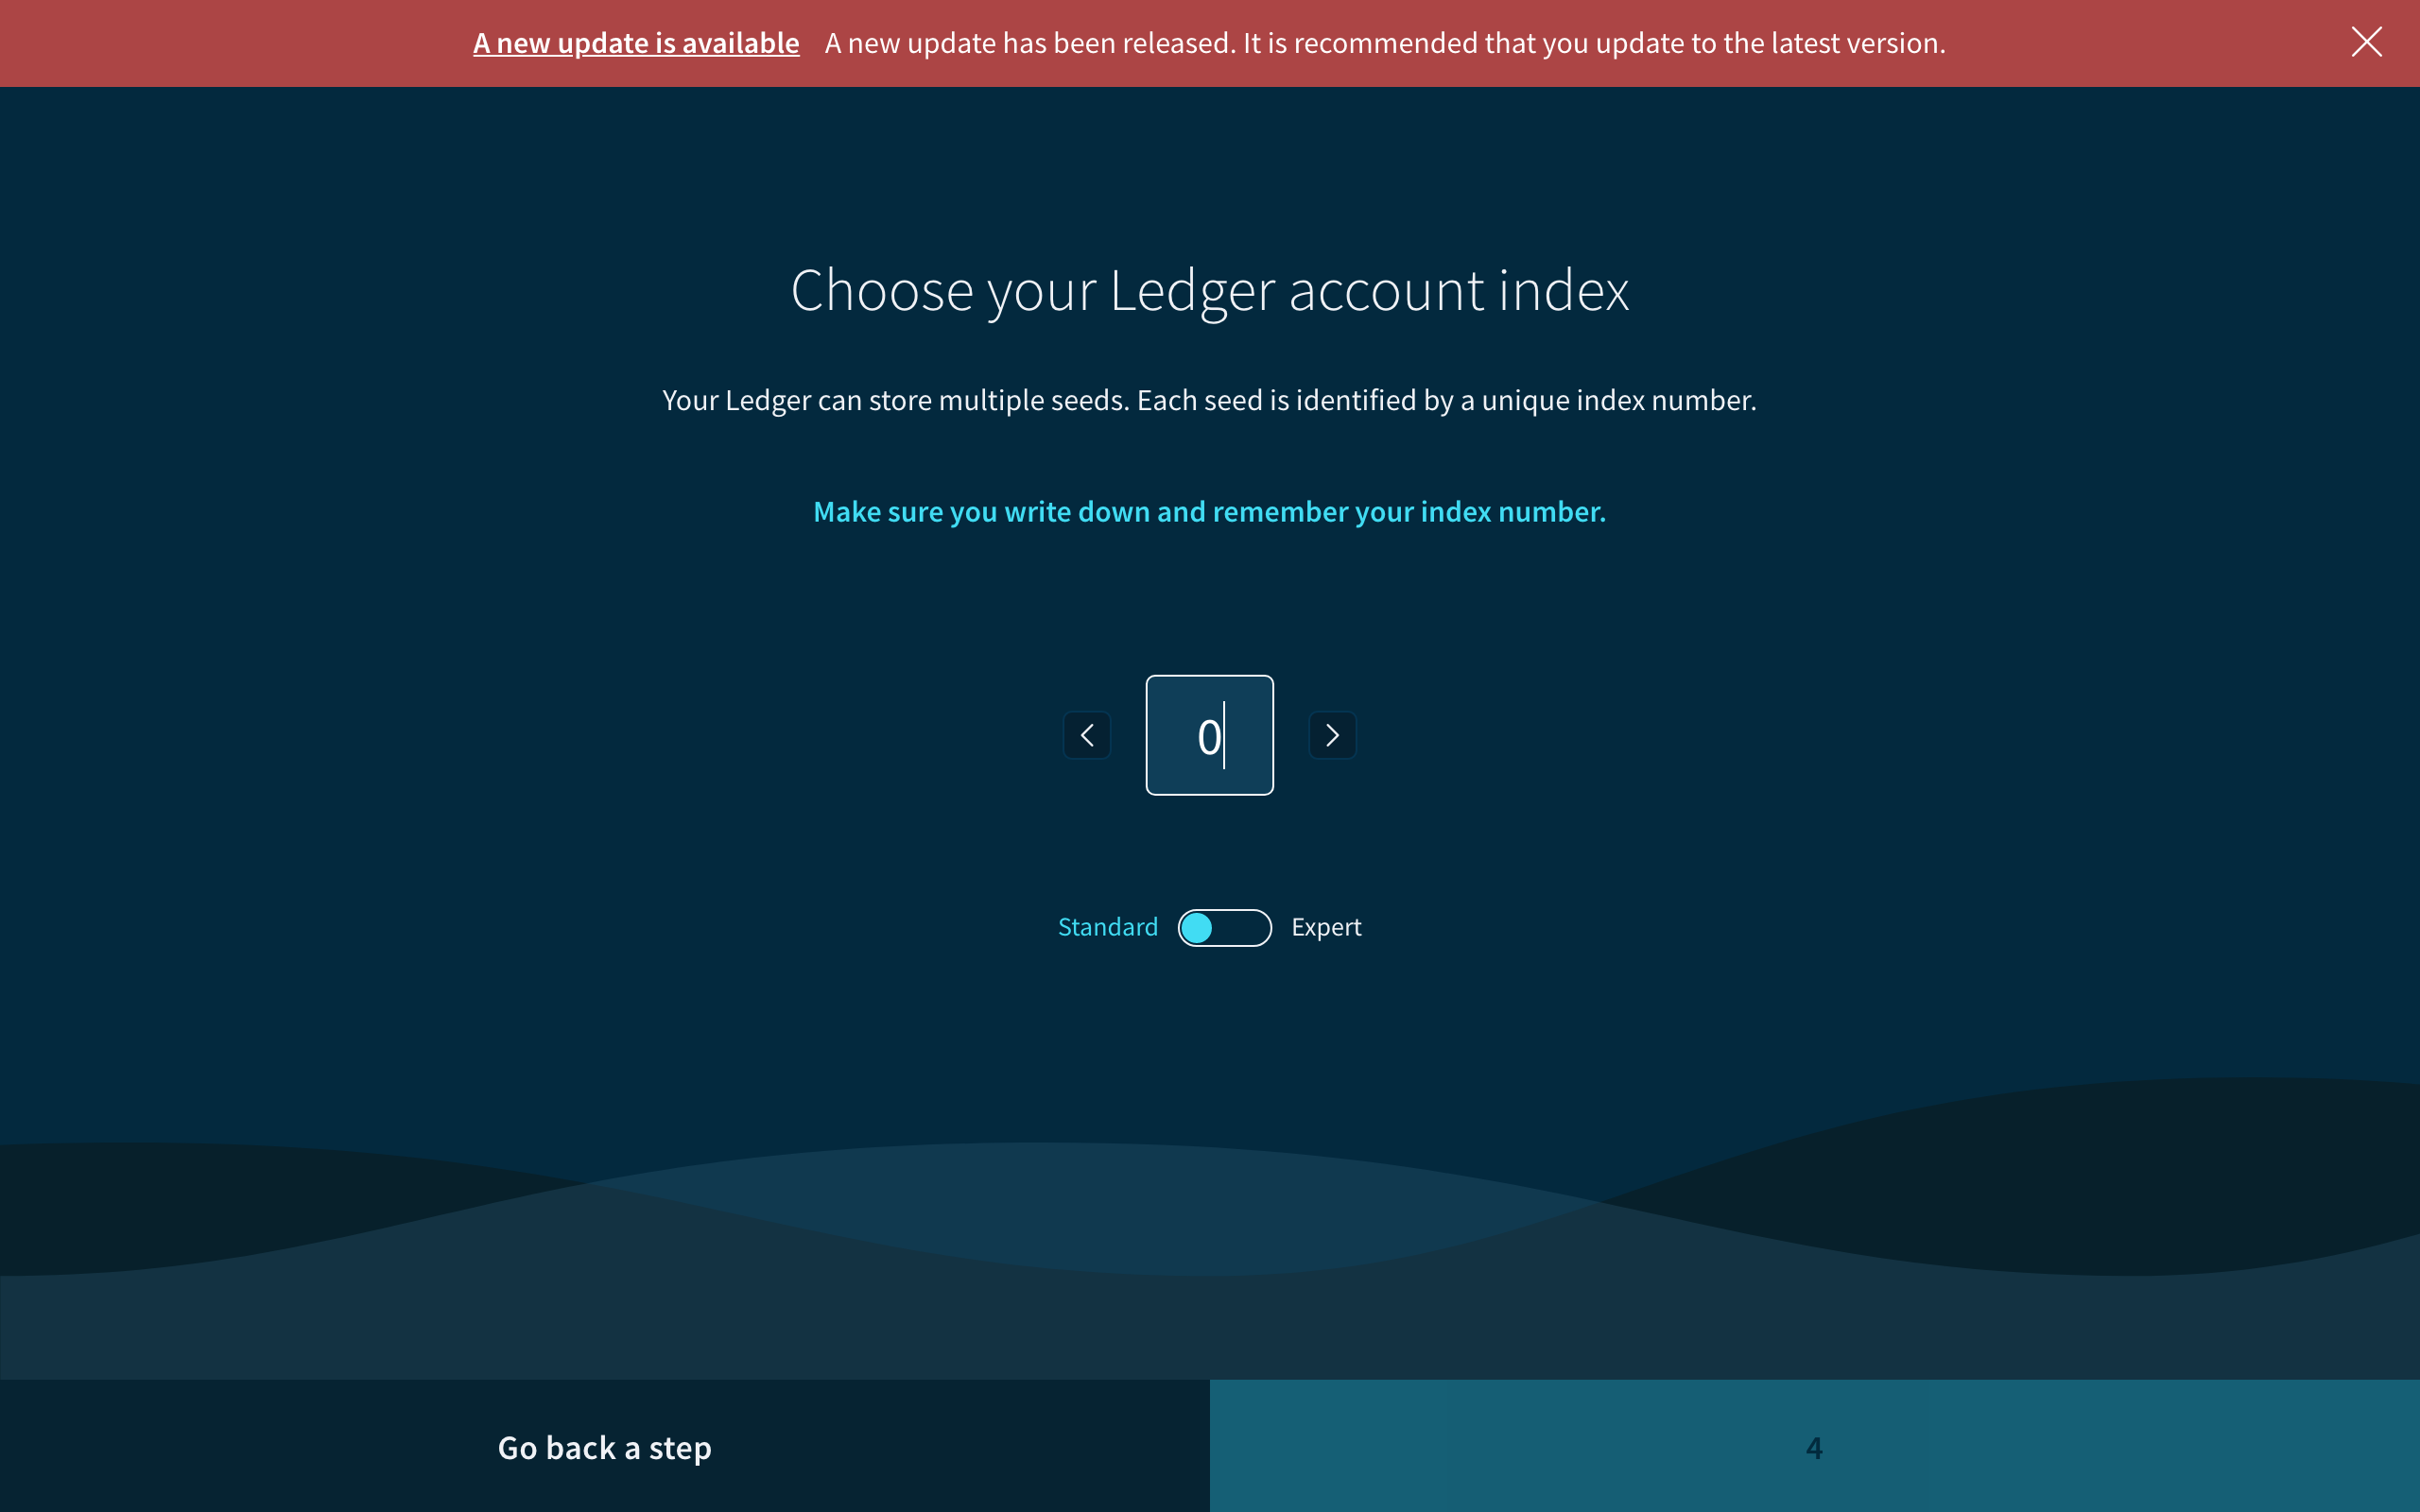 A new update is available A new update has been released. It is recommended that you update to the latest version.
Choose your Ledger account index
Your Ledger can store multiple seeds. Each seed is identified by a unique index number.
Make sure you write down and remember your index number.
0
Standard Expert
Go back a step 4